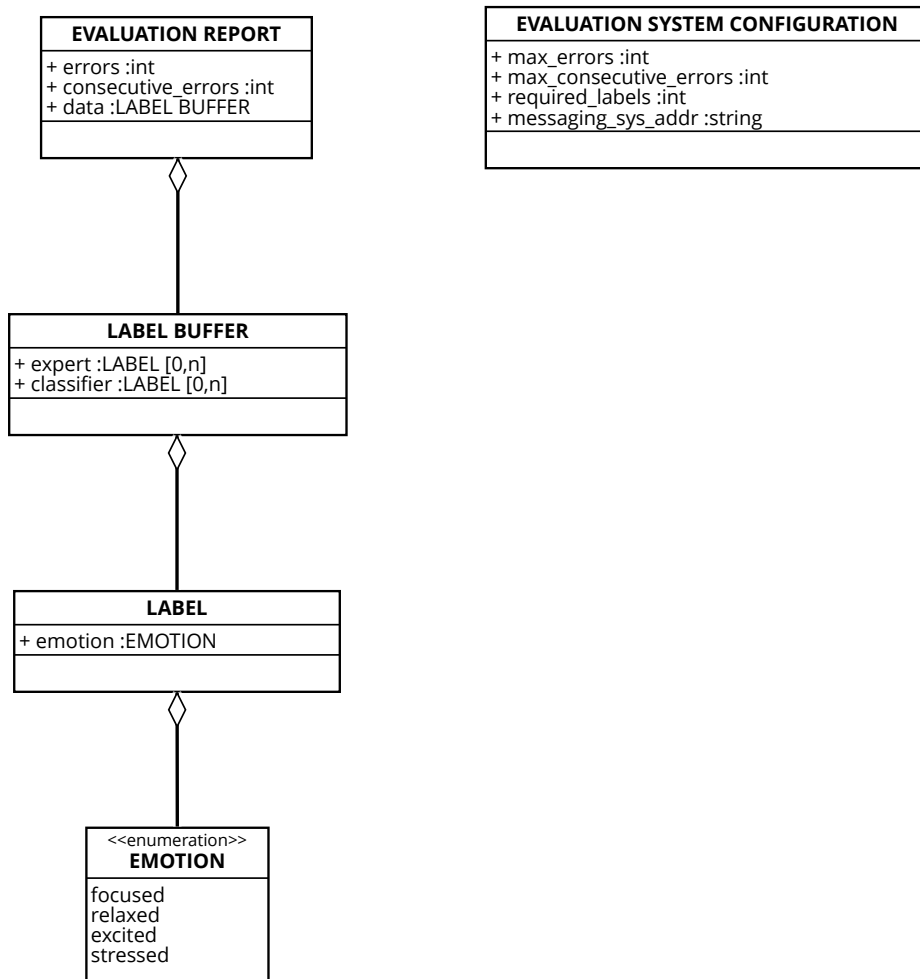 EVALUATION REPORT
+ errors :int
+ consecutive_errors :int
+ data :LABEL BUFFER
EVALUATION SYSTEM CONFIGURATION
+ max_errors :int
+ max_consecutive_errors :int
+ required_labels :int
+ messaging_sys_addr :string
LABEL BUFFER
+ expert :LABEL [0,n]
+ classifier :LABEL [0,n]
LABEL
+ emotion :EMOTION
<<enumeration>>
EMOTION
focused
relaxed
excited
stressed